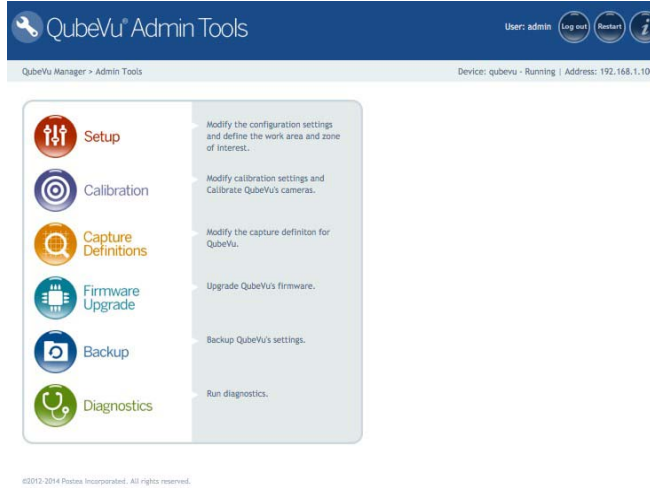 QubeVu® Admin Tools
User: admin
Log out
Restart
i
QubeVu Manager > Admin Tools
Device: qubevu - Running | Address: 192.168.1.10
Setup
Modify the configuration settings
and define the work area and zone
of interest.
Calibration
Modify calibration settings and
Calibrate QubeVu's cameras.
Capture
Definitions
Modify the capture definiton for
QubeVu.
Firmware
Upgrade
Upgrade QubeVu's firmware.
Backup
Backup QubeVu's settings.
Diagnostics
Run diagnostics.
©2012-2014 Postea Incorporated. All rights reserved.